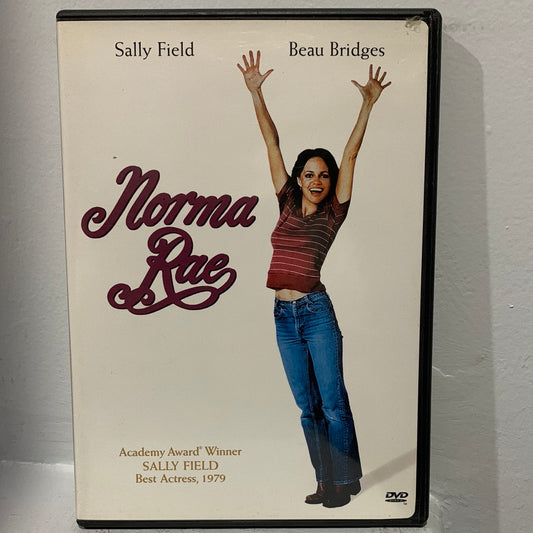 Sally Field
Beau Bridges
Norma
Rae
Academy Award® Winner
SALLY FIELD
Best Actress, 1979
DVD